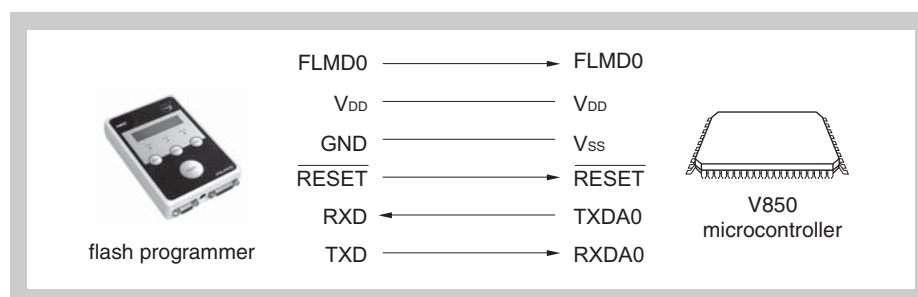 FLMD0 FLMD0
VDD VDD
GND VSS
RESET RESET
RXD TXDA0
TXD RXDA0
flash programmer
V850
microcontroller